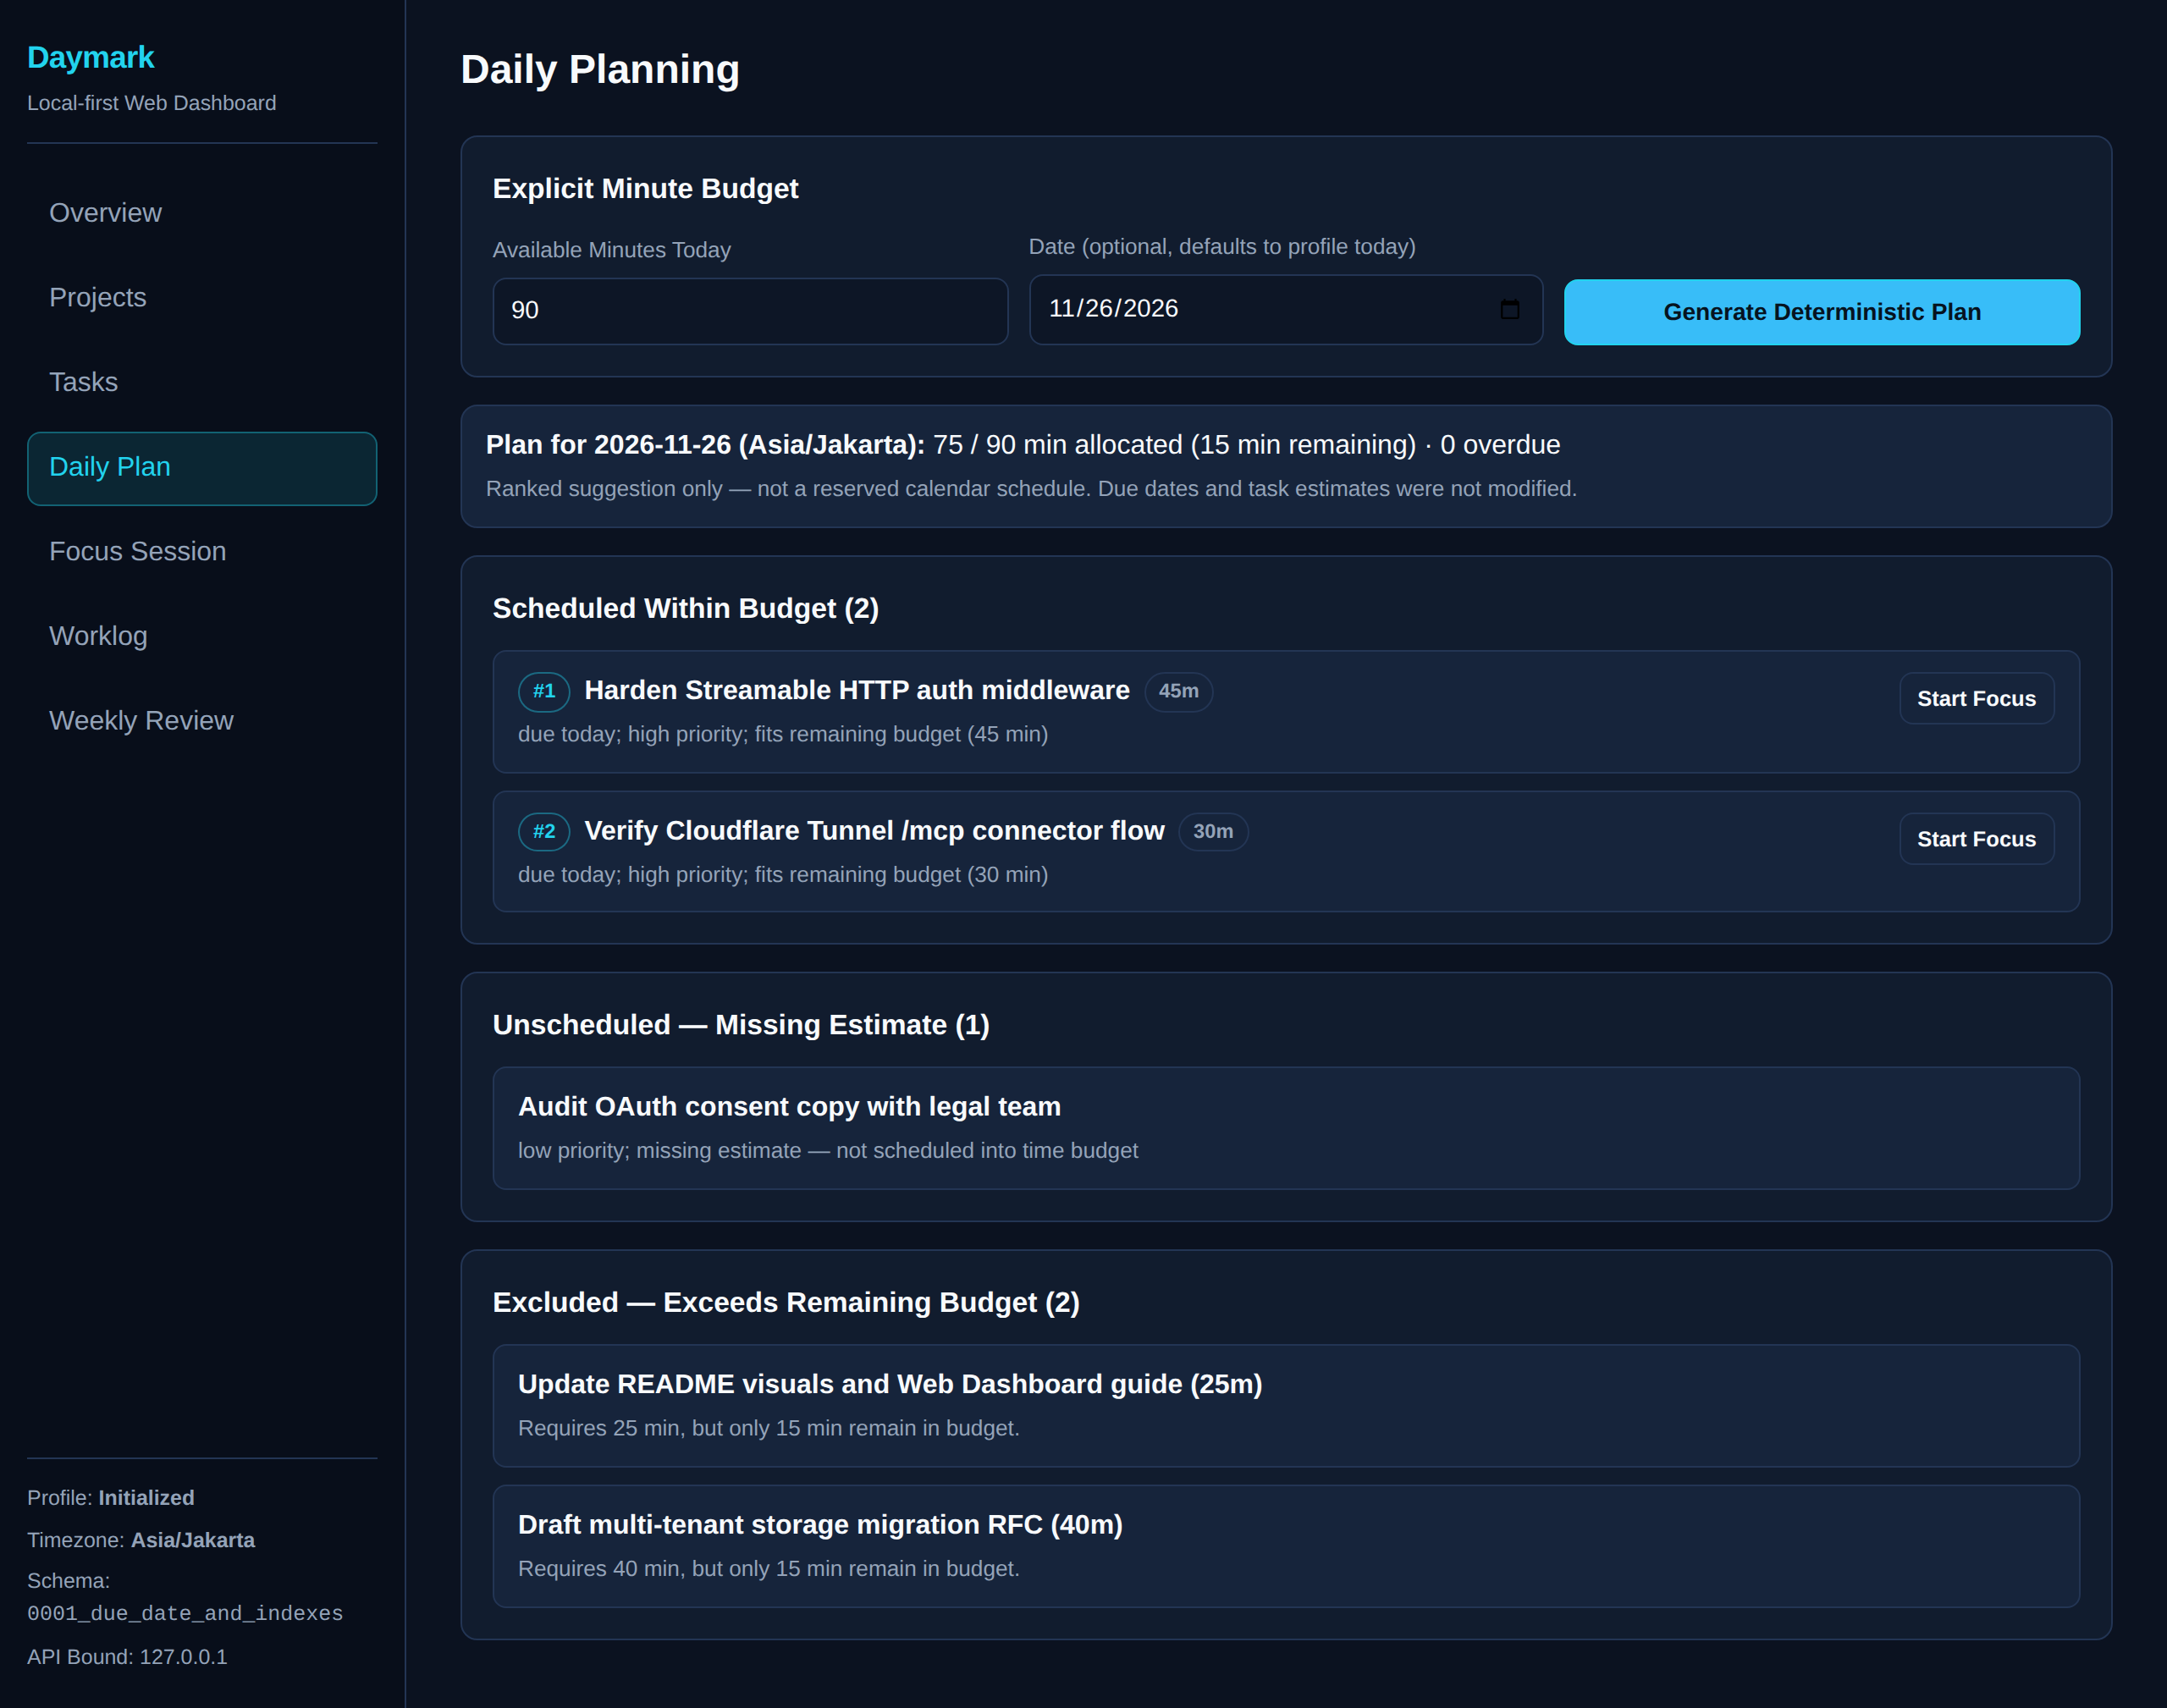 Daymark
Local-first Web Dashboard
Overview
Projects
Tasks
Daily Plan
Focus Session
Worklog
Weekly Review
Profile: Initialized
Timezone: Asia/Jakarta
Schema:
0001_due_date_and_indexes
API Bound: 127.0.0.1
Daily Planning
Explicit Minute Budget
Available Minutes Today
90
Date (optional, defaults to profile today)
11/26/2026
Generate Deterministic Plan
Plan for 2026-11-26 (Asia/Jakarta): 75 / 90 min allocated (15 min remaining) · 0 overdue
Ranked suggestion only — not a reserved calendar schedule. Due dates and task estimates were not modified.
Scheduled Within Budget (2)
#1 Harden Streamable HTTP auth middleware 45m
Start Focus
due today; high priority; fits remaining budget (45 min)
#2 Verify Cloudflare Tunnel /mcp connector flow 30m
Start Focus
due today; high priority; fits remaining budget (30 min)
Unscheduled — Missing Estimate (1)
Audit OAuth consent copy with legal team
low priority; missing estimate — not scheduled into time budget
Excluded — Exceeds Remaining Budget (2)
Update README visuals and Web Dashboard guide (25m)
Requires 25 min, but only 15 min remain in budget.
Draft multi-tenant storage migration RFC (40m)
Requires 40 min, but only 15 min remain in budget.